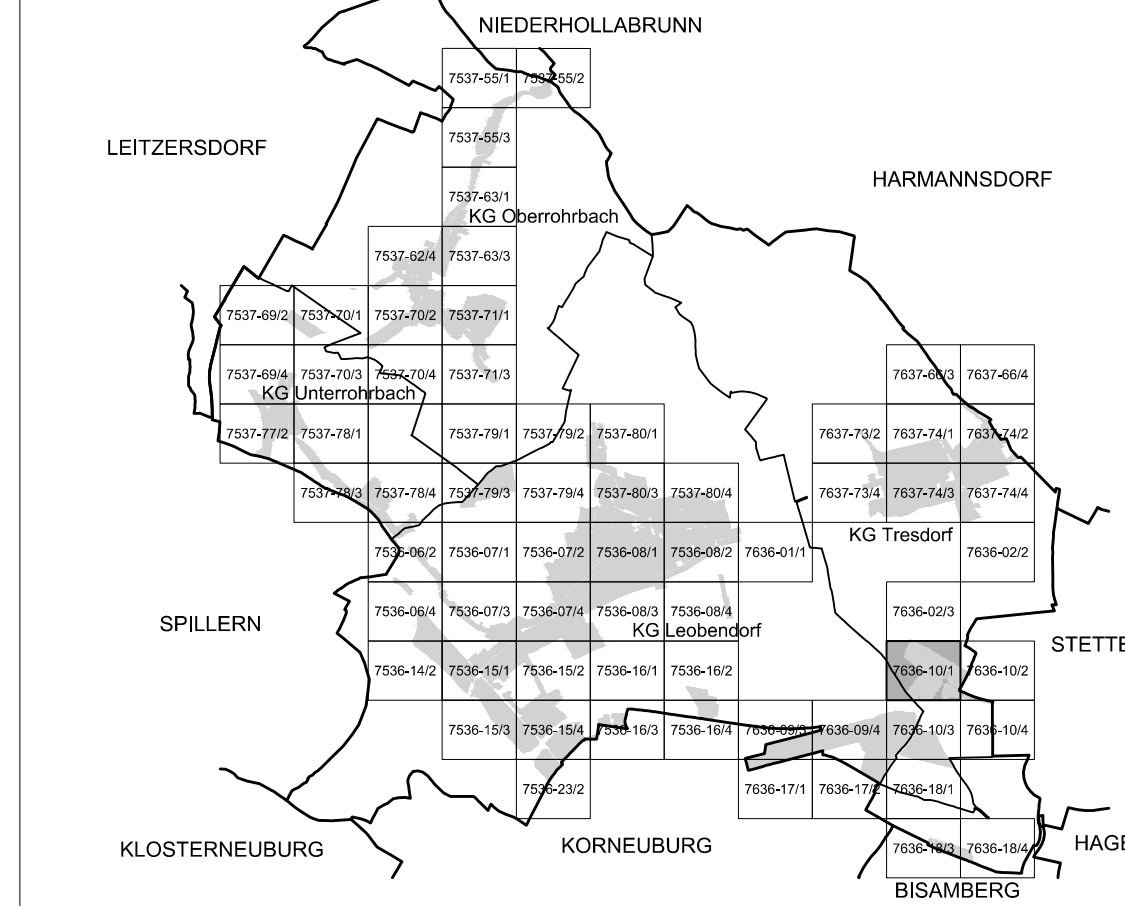 NIEDERHOLLABRUNN
7537-55/1 7537-55/2
7537-55/3
LEITZERSDORF
HARMANNSDORF
7537-63/1
KG Oberrohrbach
7537-62/4 7537-63/3
7537-69/2 7537-70/1 7537-70/2 7537-71/1
7537-69/4 7537-70/3 7537-70/4 7537-71/3 7637-66/3 7637-66/4
KG Unterrohrbach
7537-77/2 7537-78/1 7537-79/1 7537-79/2 7537-80/1 7637-73/2 7637-74/1 7637-74/2
7537-78/3 7537-78/4 7537-79/3 7537-79/4 7537-80/3 7537-80/4 7637-73/4 7637-74/3 7637-74/4
KG Tresdorf
7536-06/2 7536-07/1 7536-07/2 7536-08/1 7536-08/2 7636-01/1 7636-02/2
7536-06/4 7536-07/3 7536-07/4 7536-08/3 7536-08/4 7636-02/3
SPILLERN
KG Leobendorf
STETTE
7536-14/2 7536-15/1 7536-15/2 7536-16/1 7536-16/2 7636-10/1 7636-10/2
7536-15/3 7536-15/4 7536-16/3 7536-16/4 7636-09/3 7636-09/4 7636-10/3 7636-10/4
7536-23/2 7636-17/1 7636-17/2 7636-18/1
KLOSTERNEUBURG
KORNEUBURG
HAGE
7636-18/3 7636-18/4
BISAMBERG